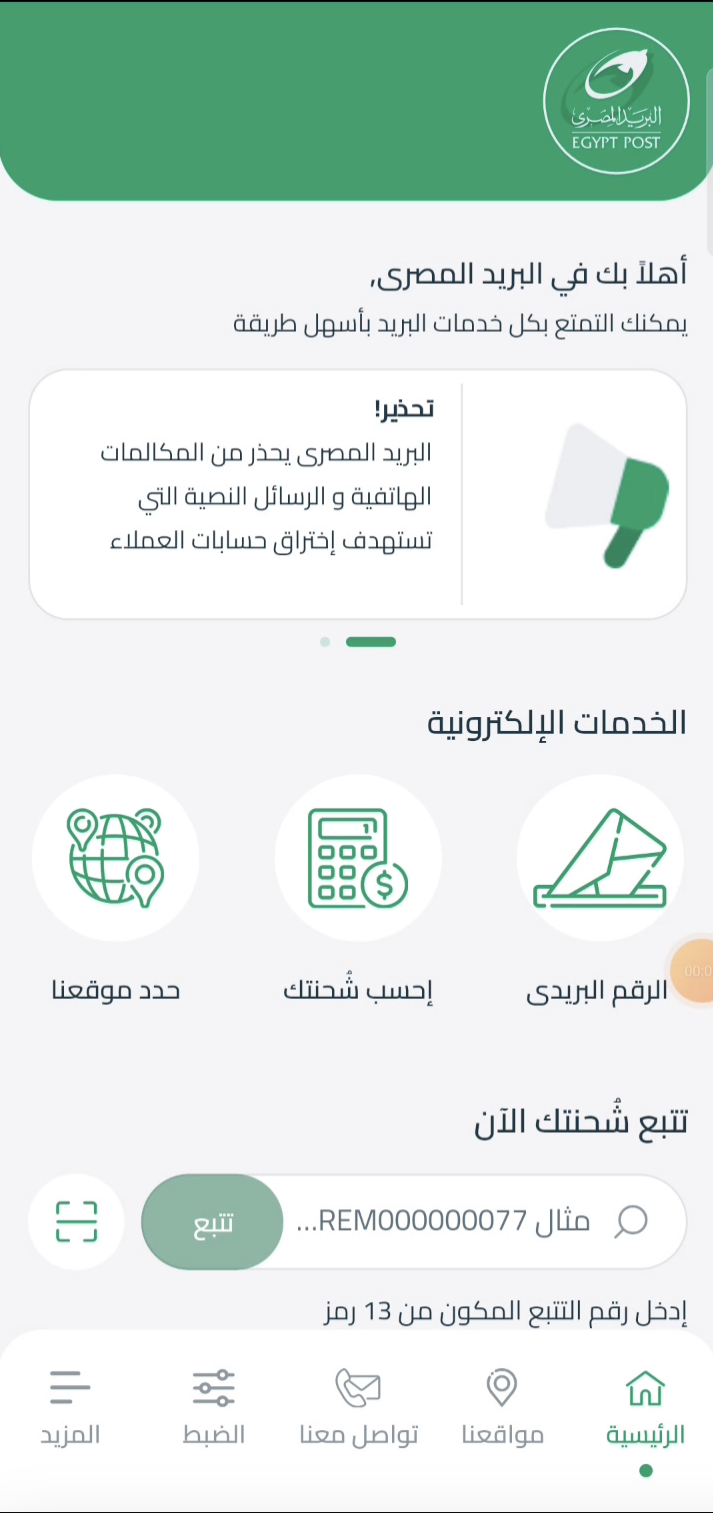 البريد المصرى
EGYPT POST
أهلاً بك في البريد المصرى,
يمكنك التمتع بكل خدمات البريد بأسهل طريقة
تحذير!
البريد المصرى يحذر من المكالمات
الهاتفية و الرسائل النصية التي
تستهدف إختراق حسابات العملاء
الخدمات الإلكترونية
الرقم البريدى
إحسب شُحنتك
حدد موقعنا
00:0
تتبع شُحنتك الآن
مثال REM000000077...
تتبع
إدخل رقم التتبع المكون من 13 رمز
الرئيسية
مواقعنا
تواصل معنا
الضبط
المزيد